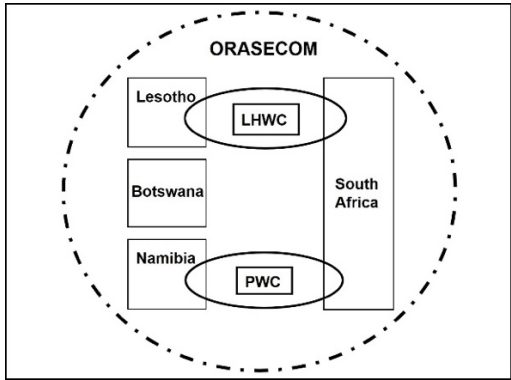 ORASECOM
Lesotho
LHWC
Botswana
South
Africa
Namibia
PWC